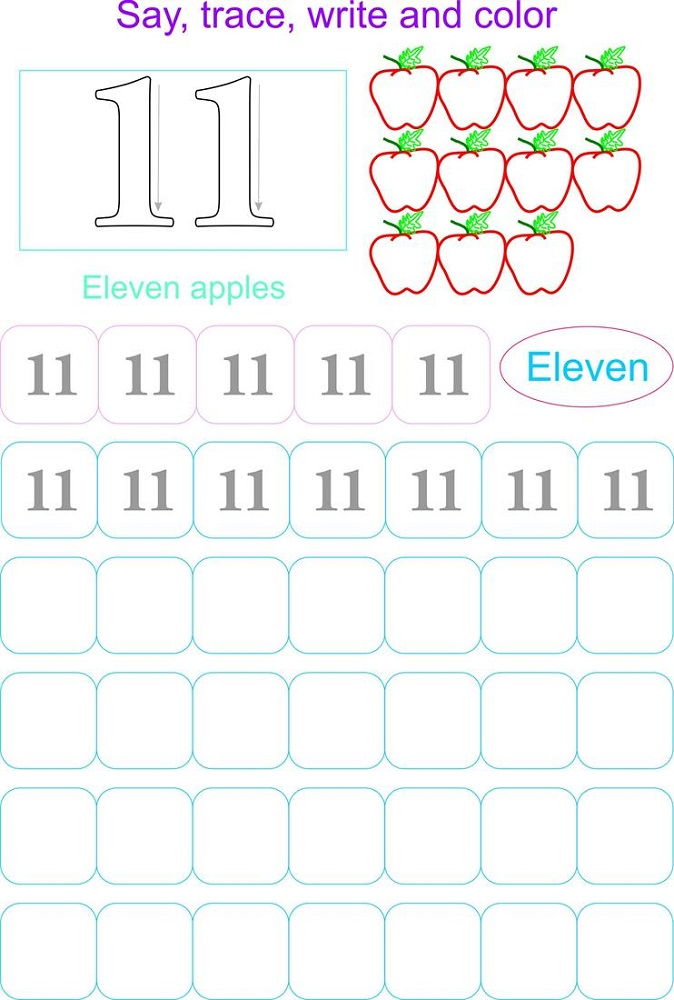 Say, trace, write and color
11
Eleven apples
11 11 11 11 11
Eleven
11 11 11 11 11 11 11